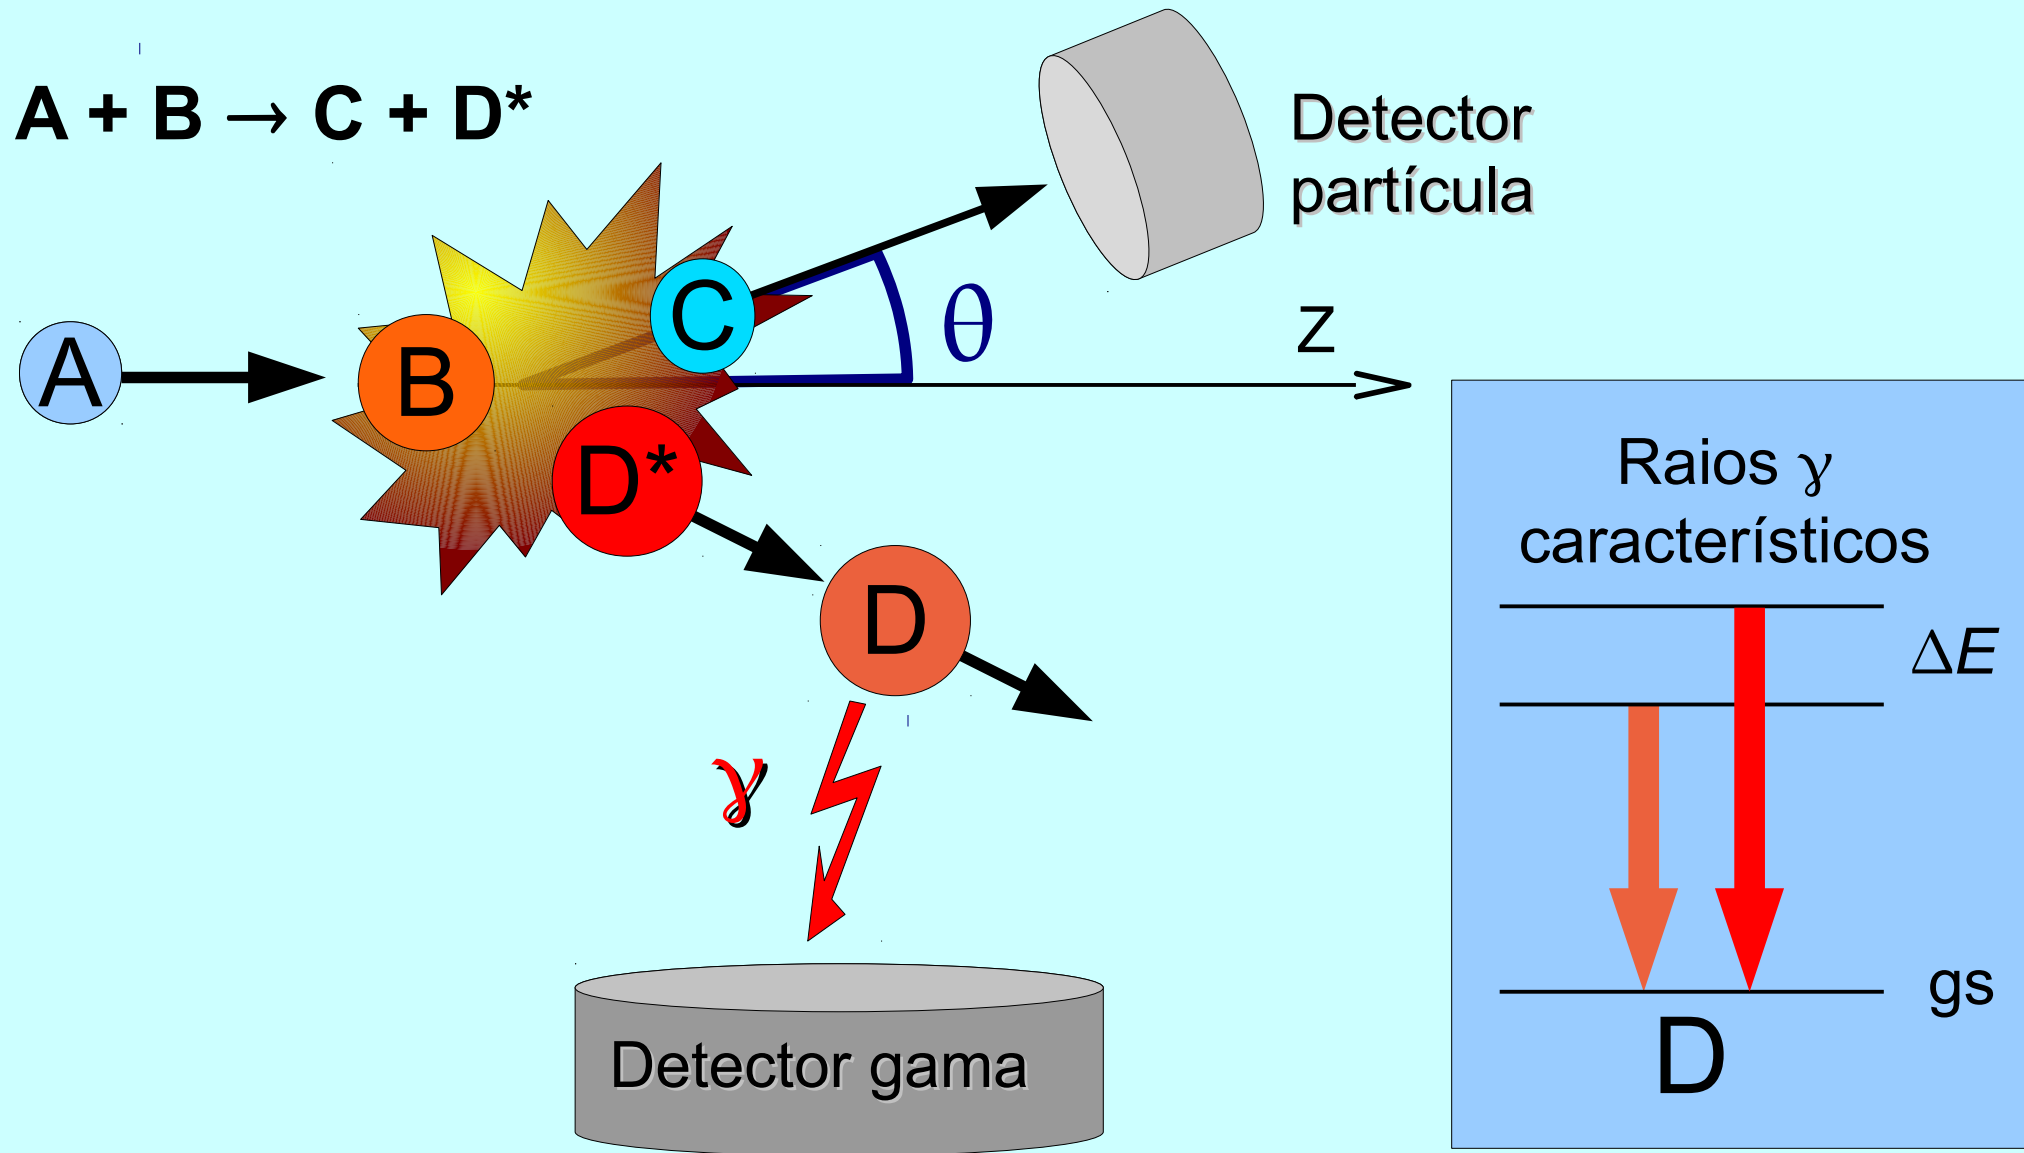 A + B → C + D*
Detector
partícula
A
B
C
θ
z
D*
D
γ
Detector gama
Raios γ
característicos
ΔE
gs
D